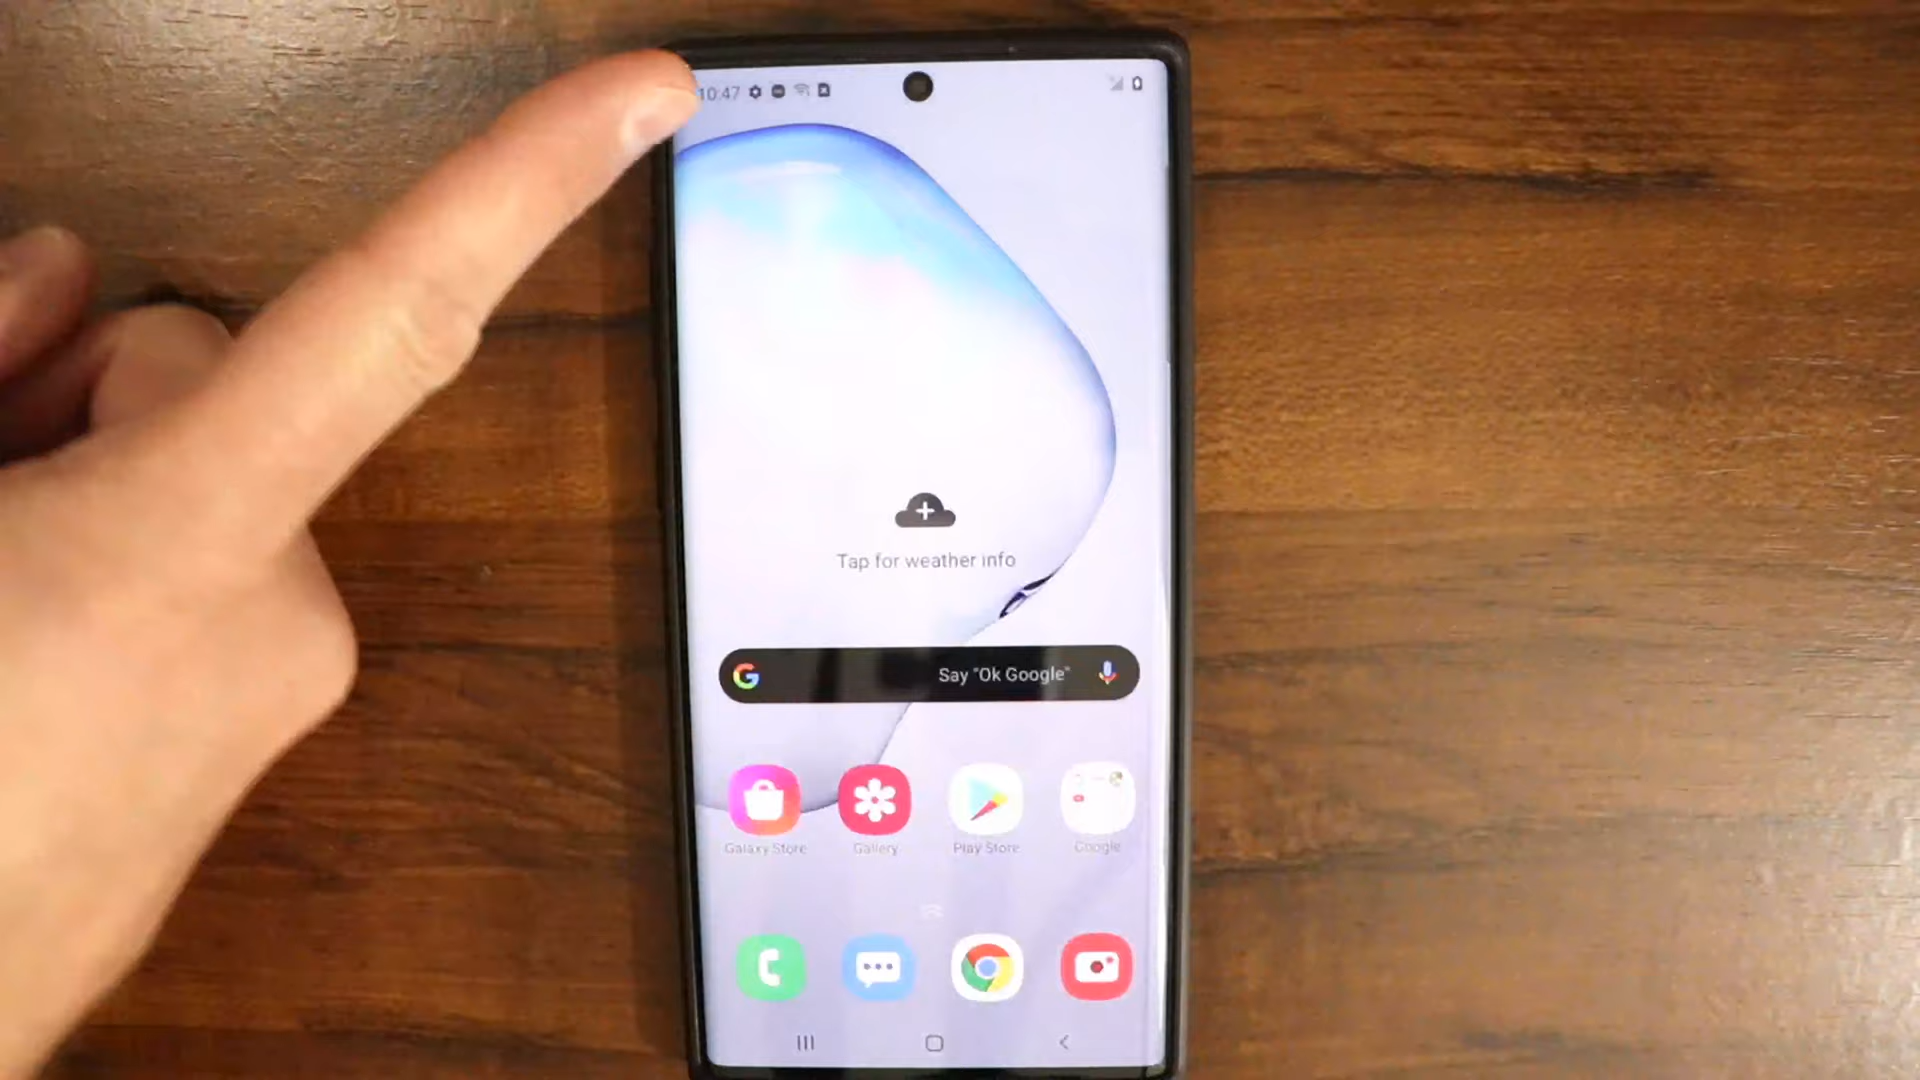 10:47
Tap for weather info
Say "Ok Google"
Galaxy Store
Gallery
Play Store
Google